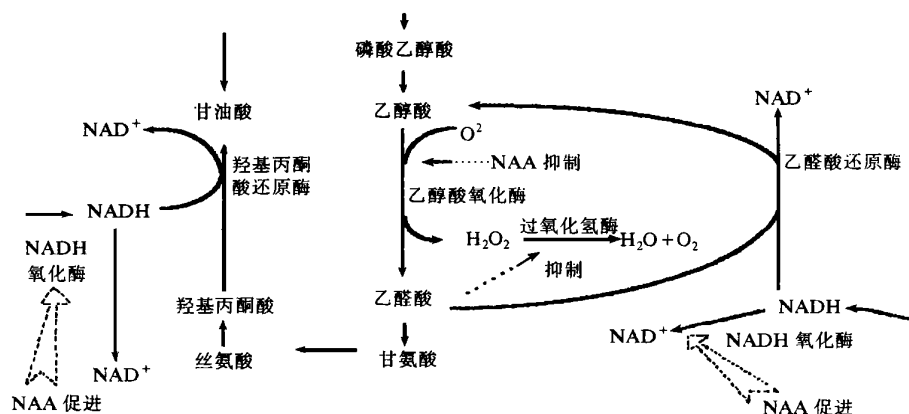 磷酸乙醇酸
甘油酸
乙醇酸
NAD⁺
NAD⁺
O²
羟基丙酮
酸还原酶
NAA 抑制
乙醛酸还原酶
乙醇酸氧化酶
NADH
过氧化氢酶
H₂O₂
H₂O + O₂
NADH
氧化酶
抑制
乙醛酸
羟基丙酮酸
NADH
NAD⁺
NADH 氧化酶
丝氨酸
甘氨酸
NAD⁺
NAA 促进
NAA 促进